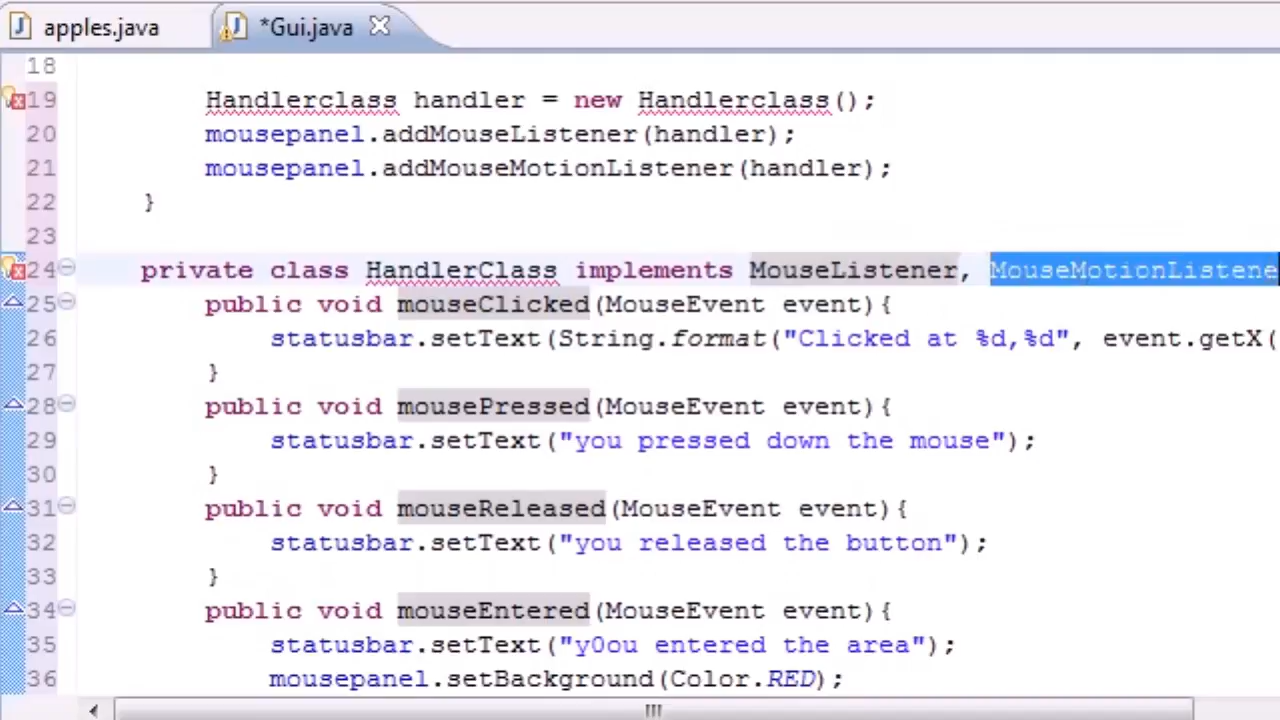 apples.java *Gui.java
18
19 Handlerclass handler = new Handlerclass();
20 mousepanel.addMouseListener(handler);
21 mousepanel.addMouseMotionListener(handler);
22 }
23
24 private class HandlerClass implements MouseListener, MouseMotionListene
25 public void mouseClicked(MouseEvent event){
26 statusbar.setText(String.format("Clicked at %d,%d", event.getX(
27 }
28 public void mousePressed(MouseEvent event){
29 statusbar.setText("you pressed down the mouse");
30 }
31 public void mouseReleased(MouseEvent event){
32 statusbar.setText("you released the button");
33 }
34 public void mouseEntered(MouseEvent event){
35 statusbar.setText("y0ou entered the area");
36 mousepanel.setBackground(Color.RED);